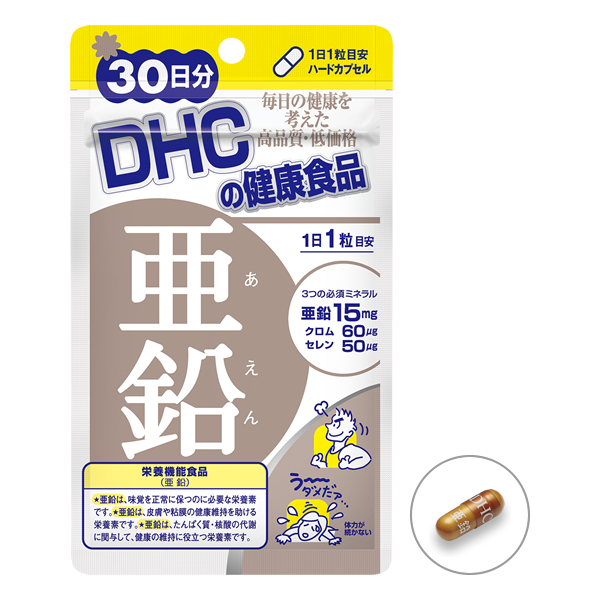 30日分
1日1粒目安
ハードカプセル
毎日の健康を
考えた
高品質・低価格
DHC
の健康食品
1日1粒目安
亜鉛
あえん
3つの必須ミネラル
亜鉛15mg
クロム 60μg
セレン 50μg
う〜〜
ダメだァ…
体力が
続かない
栄養機能食品
(亜鉛)
★亜鉛は、味覚を正常に保つのに必要な栄養素
です。★亜鉛は、皮膚や粘膜の健康維持を助ける
栄養素です。★亜鉛は、たんぱく質・核酸の代謝
に関与して、健康の維持に役立つ栄養素です。
DHC
亜鉛